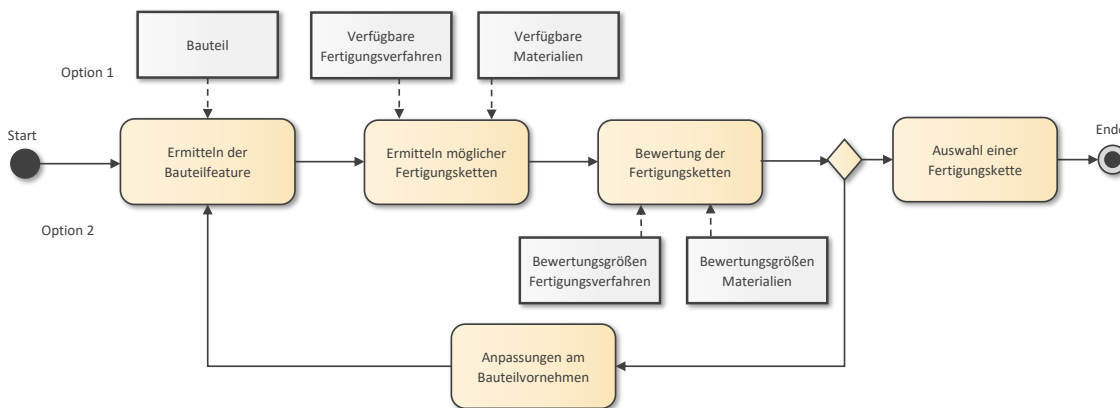 Bauteil
Verfügbare
Fertigungsverfahren
Verfügbare
Materialien
Option 1
Start
Ermitteln der
Bauteilfeature
Ermitteln möglicher
Fertigungsketten
Bewertung der
Fertigungsketten
Auswahl einer
Fertigungskette
Ende
Option 2
Bewertungsgrößen
Fertigungsverfahren
Bewertungsgrößen
Materialien
Anpassungen am
Bauteilvornehmen